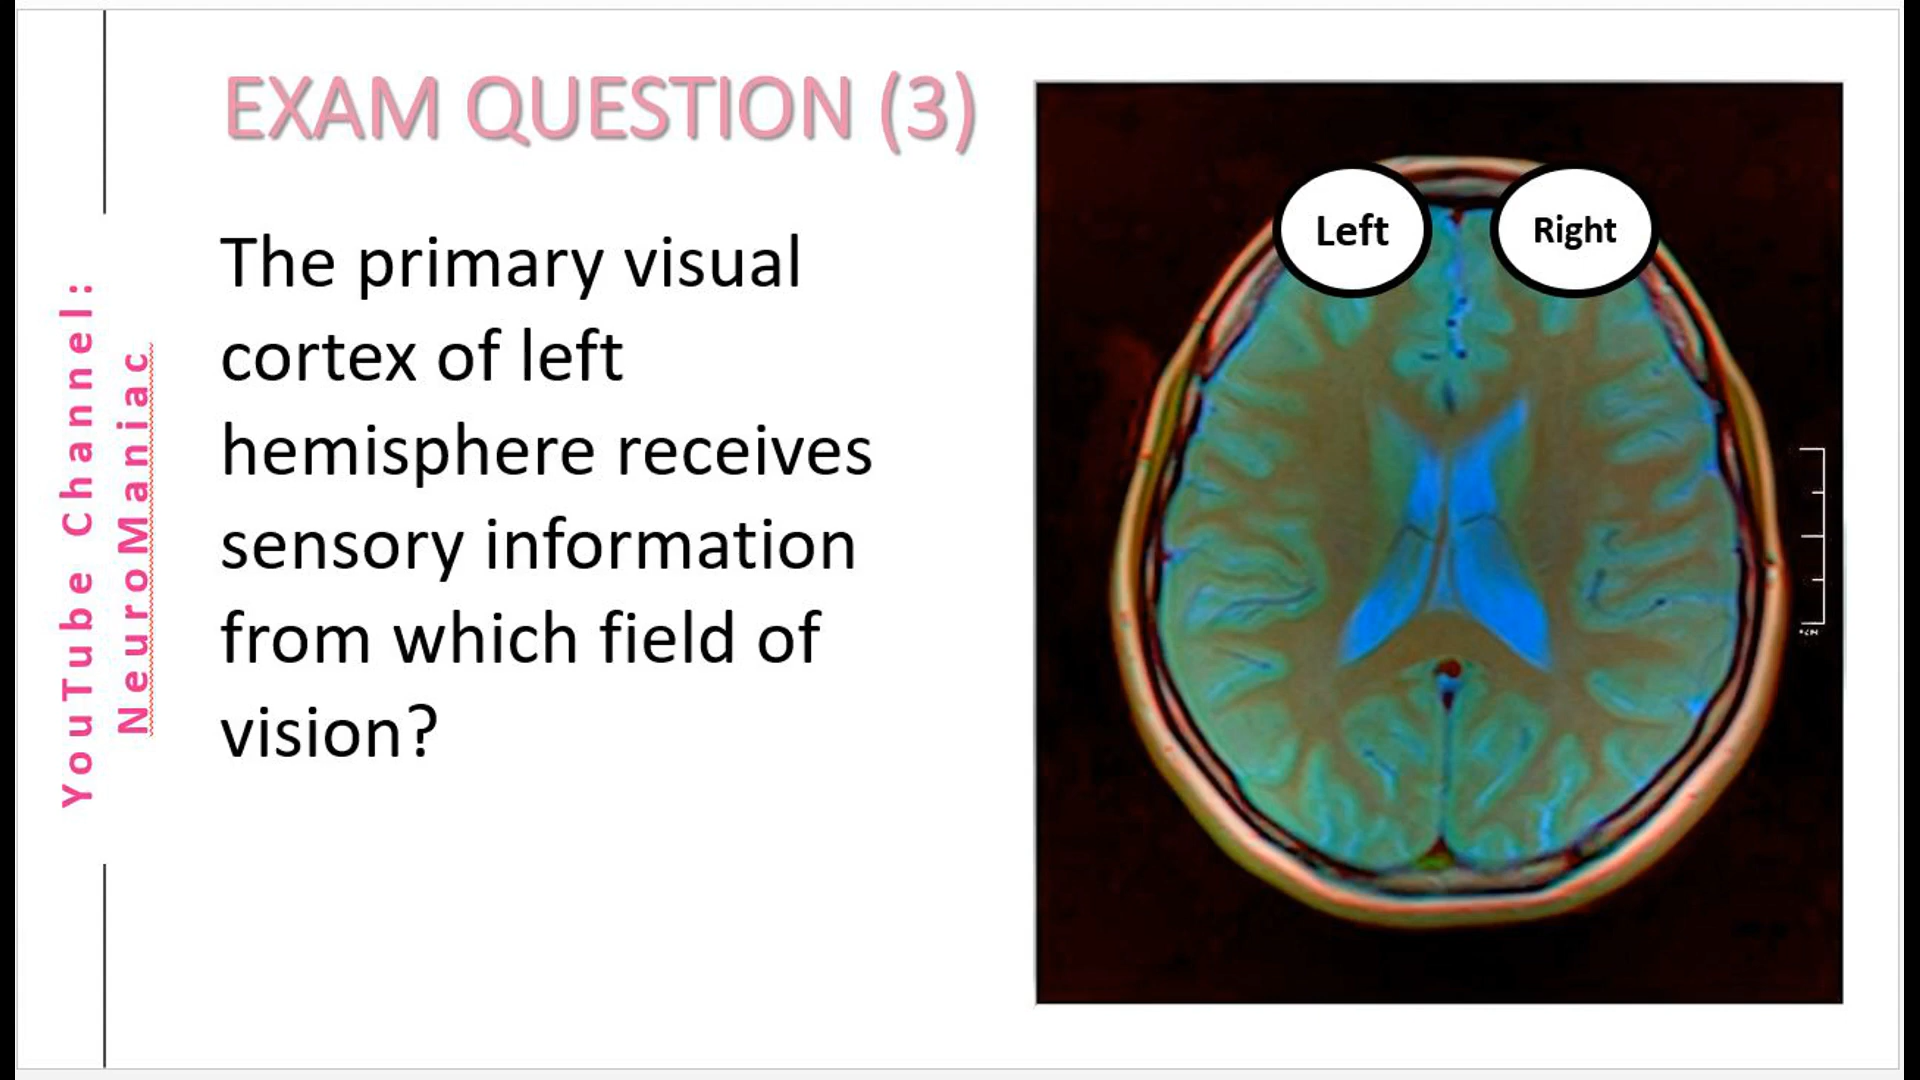 EXAM QUESTION (3)
The primary visual
cortex of left
hemisphere receives
sensory information
from which field of
vision?
YouTube Channel:
NeuroManiac
Left
Right